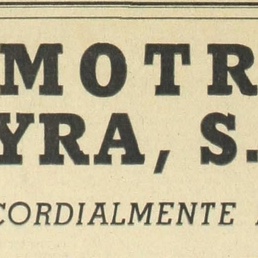 MOTR
YRA, S.
CORDIALMENTE